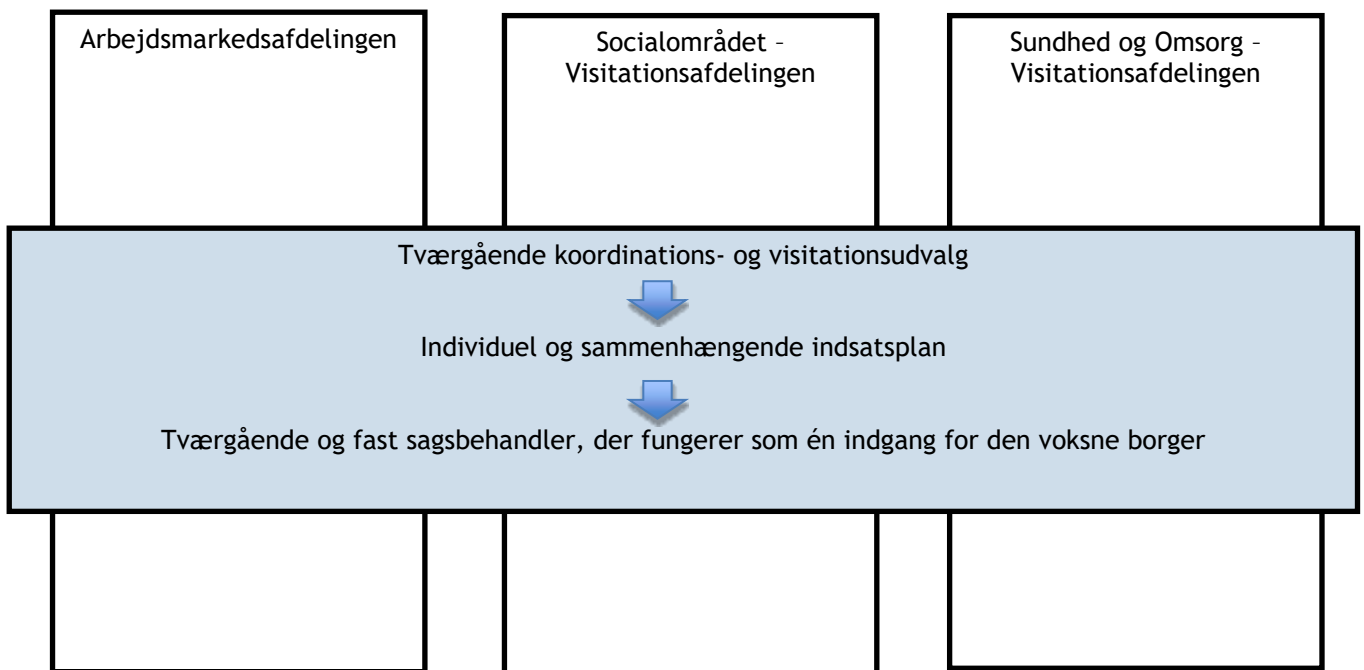 Arbejdsmarkedsafdelingen
Socialområdet –
Visitationsafdelingen
Sundhed og Omsorg –
Visitationsafdelingen
Tværgående koordinations- og visitationsudvalg
Individuel og sammenhængende indsatsplan
Tværgående og fast sagsbehandler, der fungerer som én indgang for den voksne borger